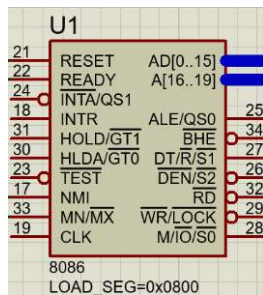 U1
21 RESET AD[0..15]
22 READY A[16..19]
24 INTA/QS1
18 INTR ALE/QS0 25
31 HOLD/GT1 BHE 34
30 HLDA/GT0 DT/R/S1 27
23 TEST DEN/S2 26
17 NMI RD 32
33 MN/MX WR/LOCK 29
19 CLK M/IO/S0 28
8086
LOAD_SEG=0x0800